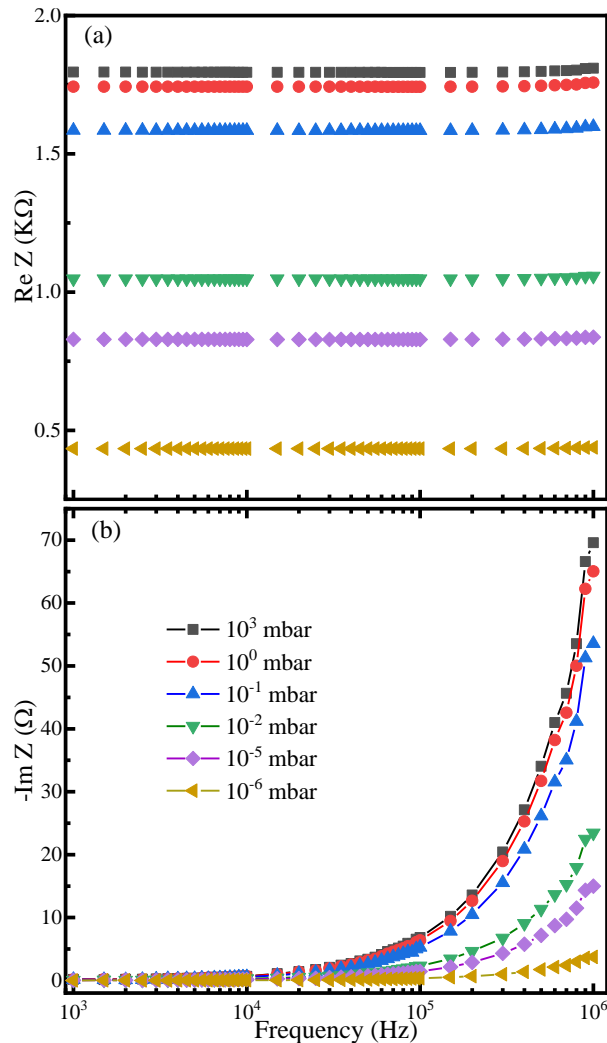 (a)
2.0
1.5
1.0
0.5
Re Z (KΩ)
(b)
70
60
50
40
30
20
10
0
-Im Z (Ω)
10³ mbar
10⁰ mbar
10⁻¹ mbar
10⁻² mbar
10⁻⁵ mbar
10⁻⁶ mbar
10³ 10⁴ 10⁵ 10⁶
Frequency (Hz)